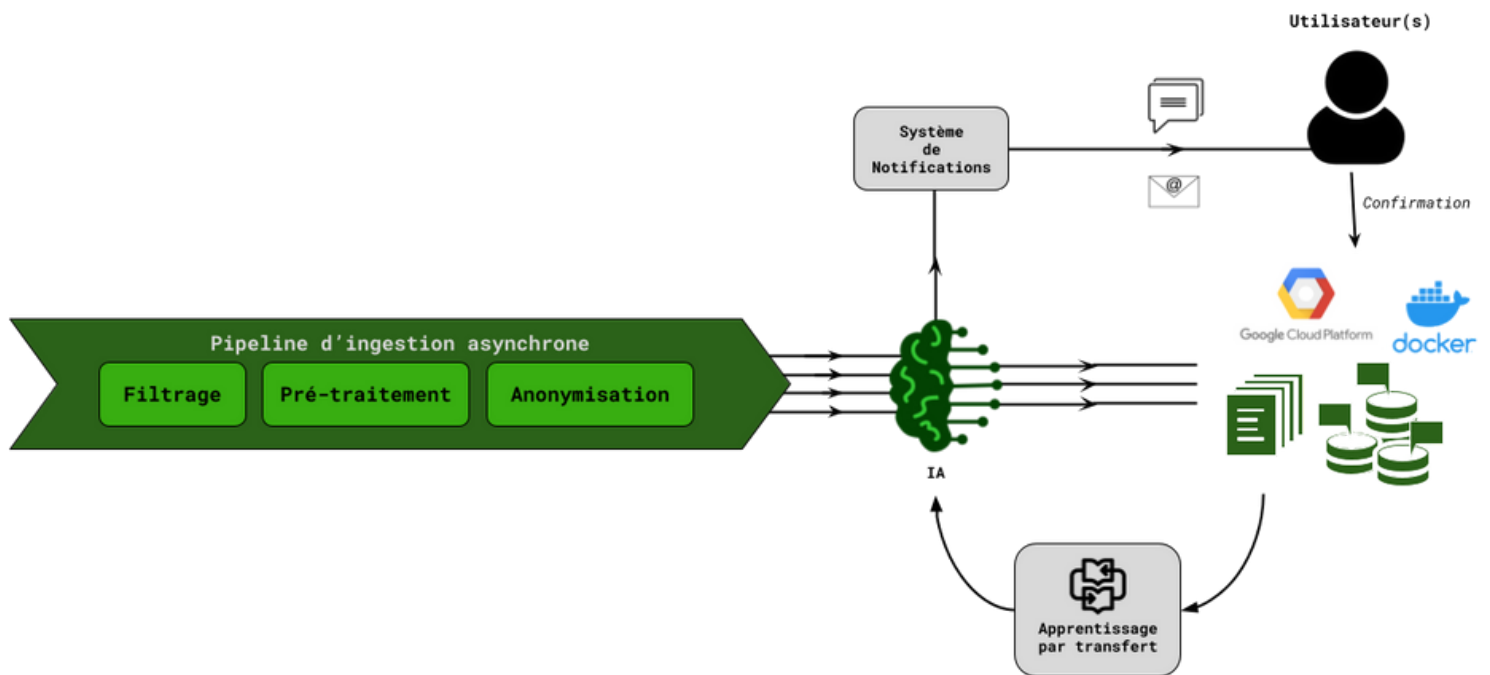 Utilisateur(s)
Système
de
Notifications
@
Confirmation
Google Cloud Platform
docker
Pipeline d’ingestion asynchrone
Filtrage
Pré-traitement
Anonymisation
IA
Apprentissage
par transfert